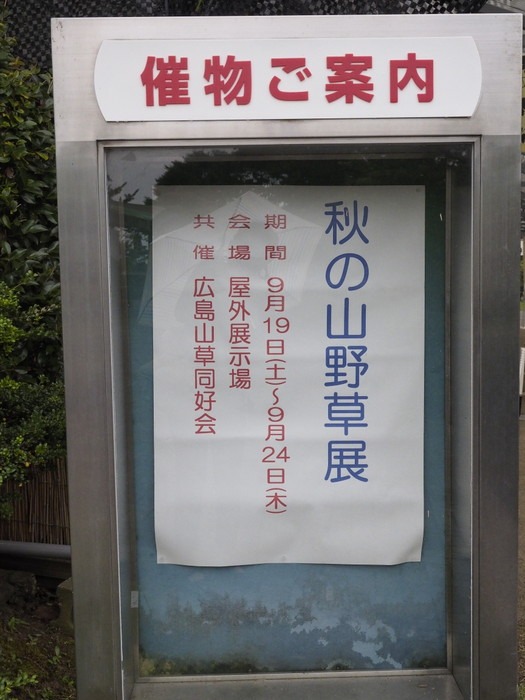 催物ご案内
秋の山野草展
期間 9月19日(土)～9月24日(木)
会場 屋外展示場
共催 広島山草同好会